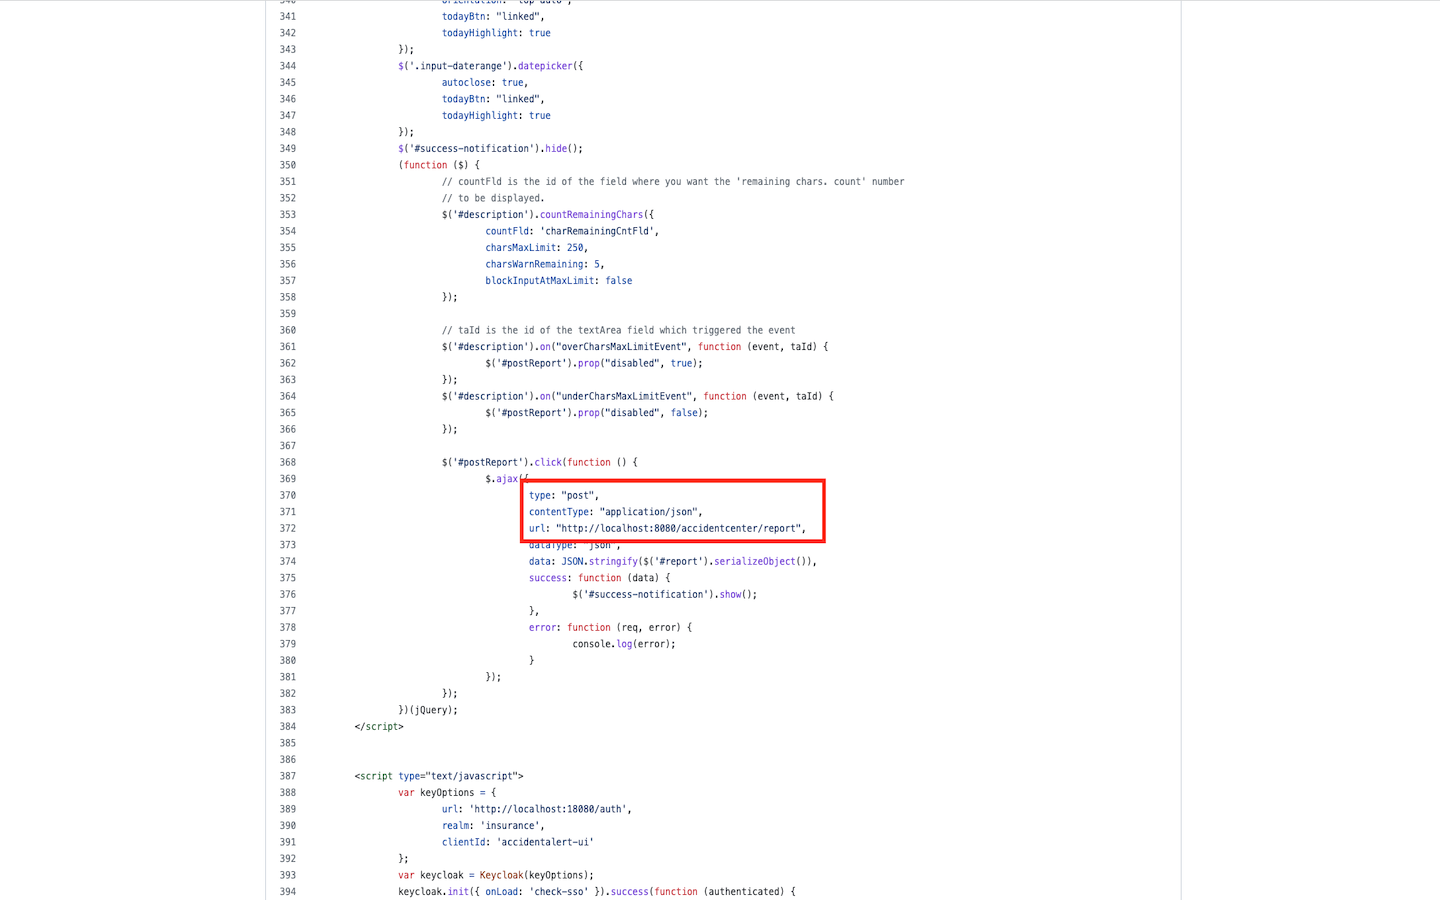 340 orientation: "top auto",
341 todayBtn: "linked",
342 todayHighlight: true
343 });
344 $('.input-daterange').datepicker({
345 autoclose: true,
346 todayBtn: "linked",
347 todayHighlight: true
348 });
349 $('#success-notification').hide();
350 (function ($) {
351 // countFld is the id of the field where you want the 'remaining chars. count' number
352 // to be displayed.
353 $('#description').countRemainingChars({
354 countFld: 'charRemainingCntFld',
355 charsMaxLimit: 250,
356 charsWarnRemaining: 5,
357 blockInputAtMaxLimit: false
358 });
359
360 // taId is the id of the textArea field which triggered the event
361 $('#description').on("overCharsMaxLimitEvent", function (event, taId) {
362 $('#postReport').prop("disabled", true);
363 });
364 $('#description').on("underCharsMaxLimitEvent", function (event, taId) {
365 $('#postReport').prop("disabled", false);
366 });
367
368 $('#postReport').click(function () {
369 $.ajax({
370 type: "post",
371 contentType: "application/json",
372 url: "http://localhost:8080/accidentcenter/report",
373 dataType: "json",
374 data: JSON.stringify($('#report').serializeObject()),
375 success: function (data) {
376 $('#success-notification').show();
377 },
378 error: function (req, error) {
379 console.log(error);
380 }
381 });
382 });
383 })(jQuery);
384 </script>
385
386
387 <script type="text/javascript">
388 var keyOptions = {
389 url: 'http://localhost:18080/auth',
390 realm: 'insurance',
391 clientId: 'accidentalert-ui'
392 };
393 var keycloak = Keycloak(keyOptions);
394 keycloak.init({ onLoad: 'check-sso' }).success(function (authenticated) {